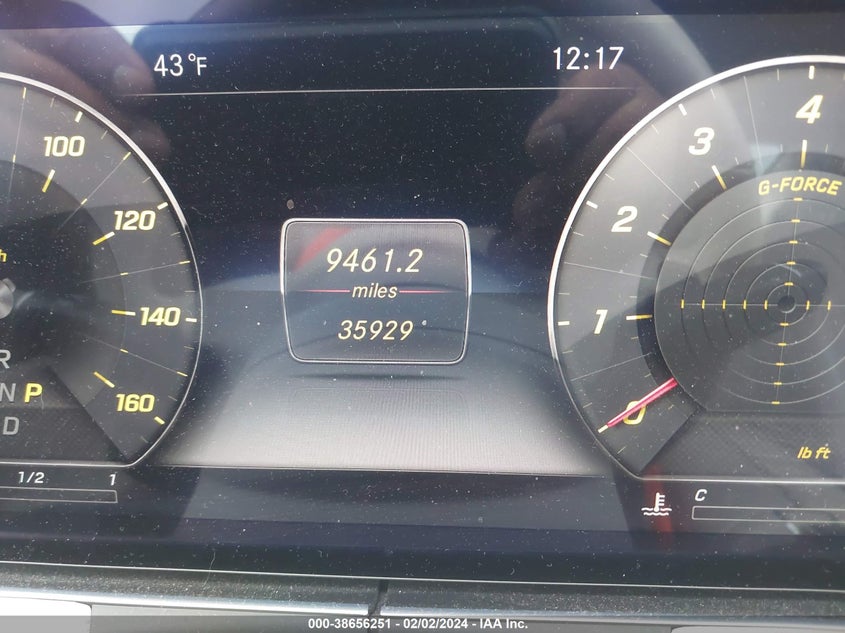 43°F
12:17
100
120
h
140
160
R
N P
D
1/2 1
9461.2
miles
35929
4
3
2
1
0
G-FORCE
lb ft
C
000-38656251 - 02/02/2024 - IAA Inc.